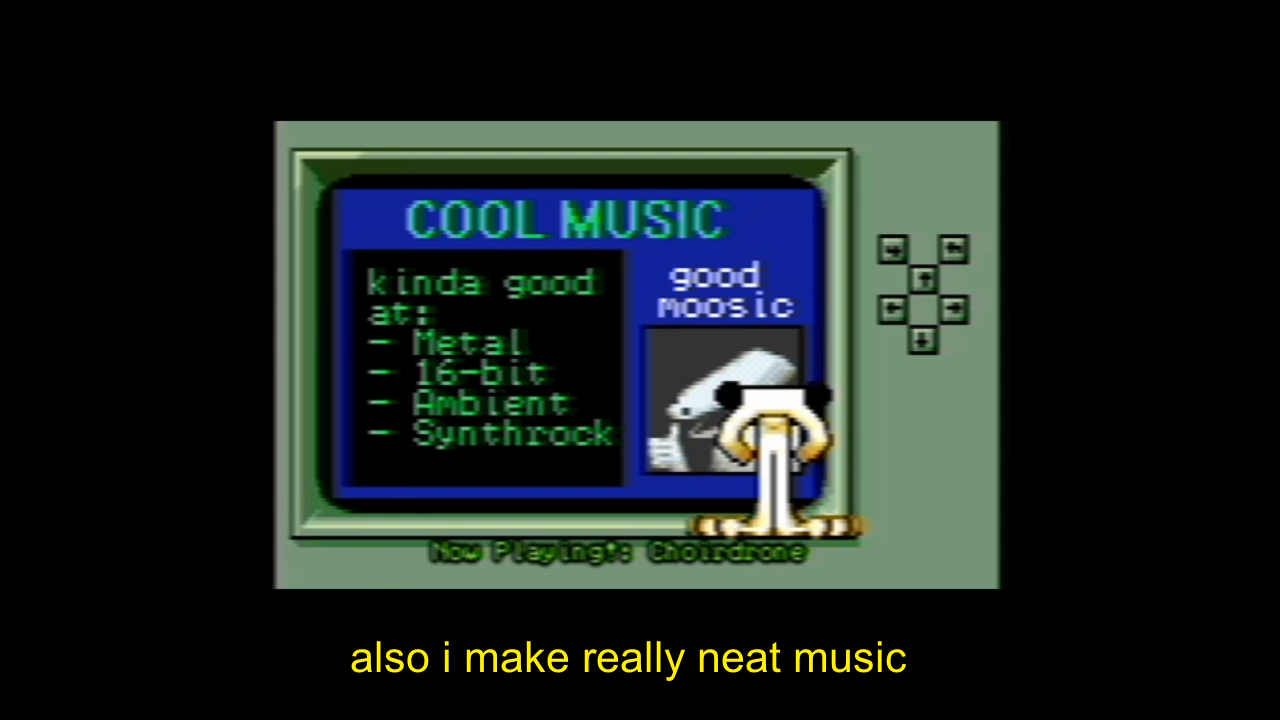 COOL MUSIC
kinda good
at:
- Metal
- 16-bit
- Ambient
- Synthrock
good
moosic
Now Playing!: Choirdrone
also i make really neat music